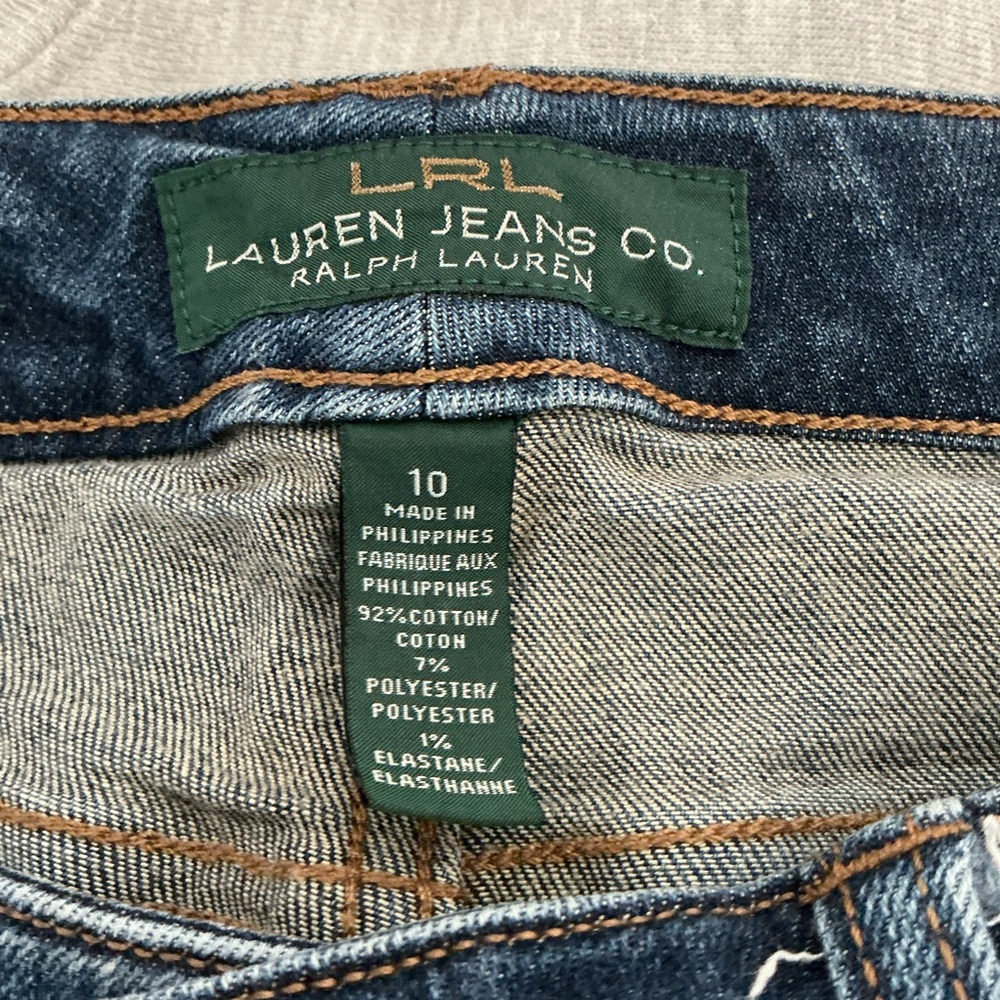 LRL
LAUREN JEANS CO.
RALPH LAUREN
10
MADE IN
PHILIPPINES
FABRIQUE AUX
PHILIPPINES
92%COTTON/
COTON
7%
POLYESTER/
POLYESTER
1%
ELASTANE/
ELASTHANNE